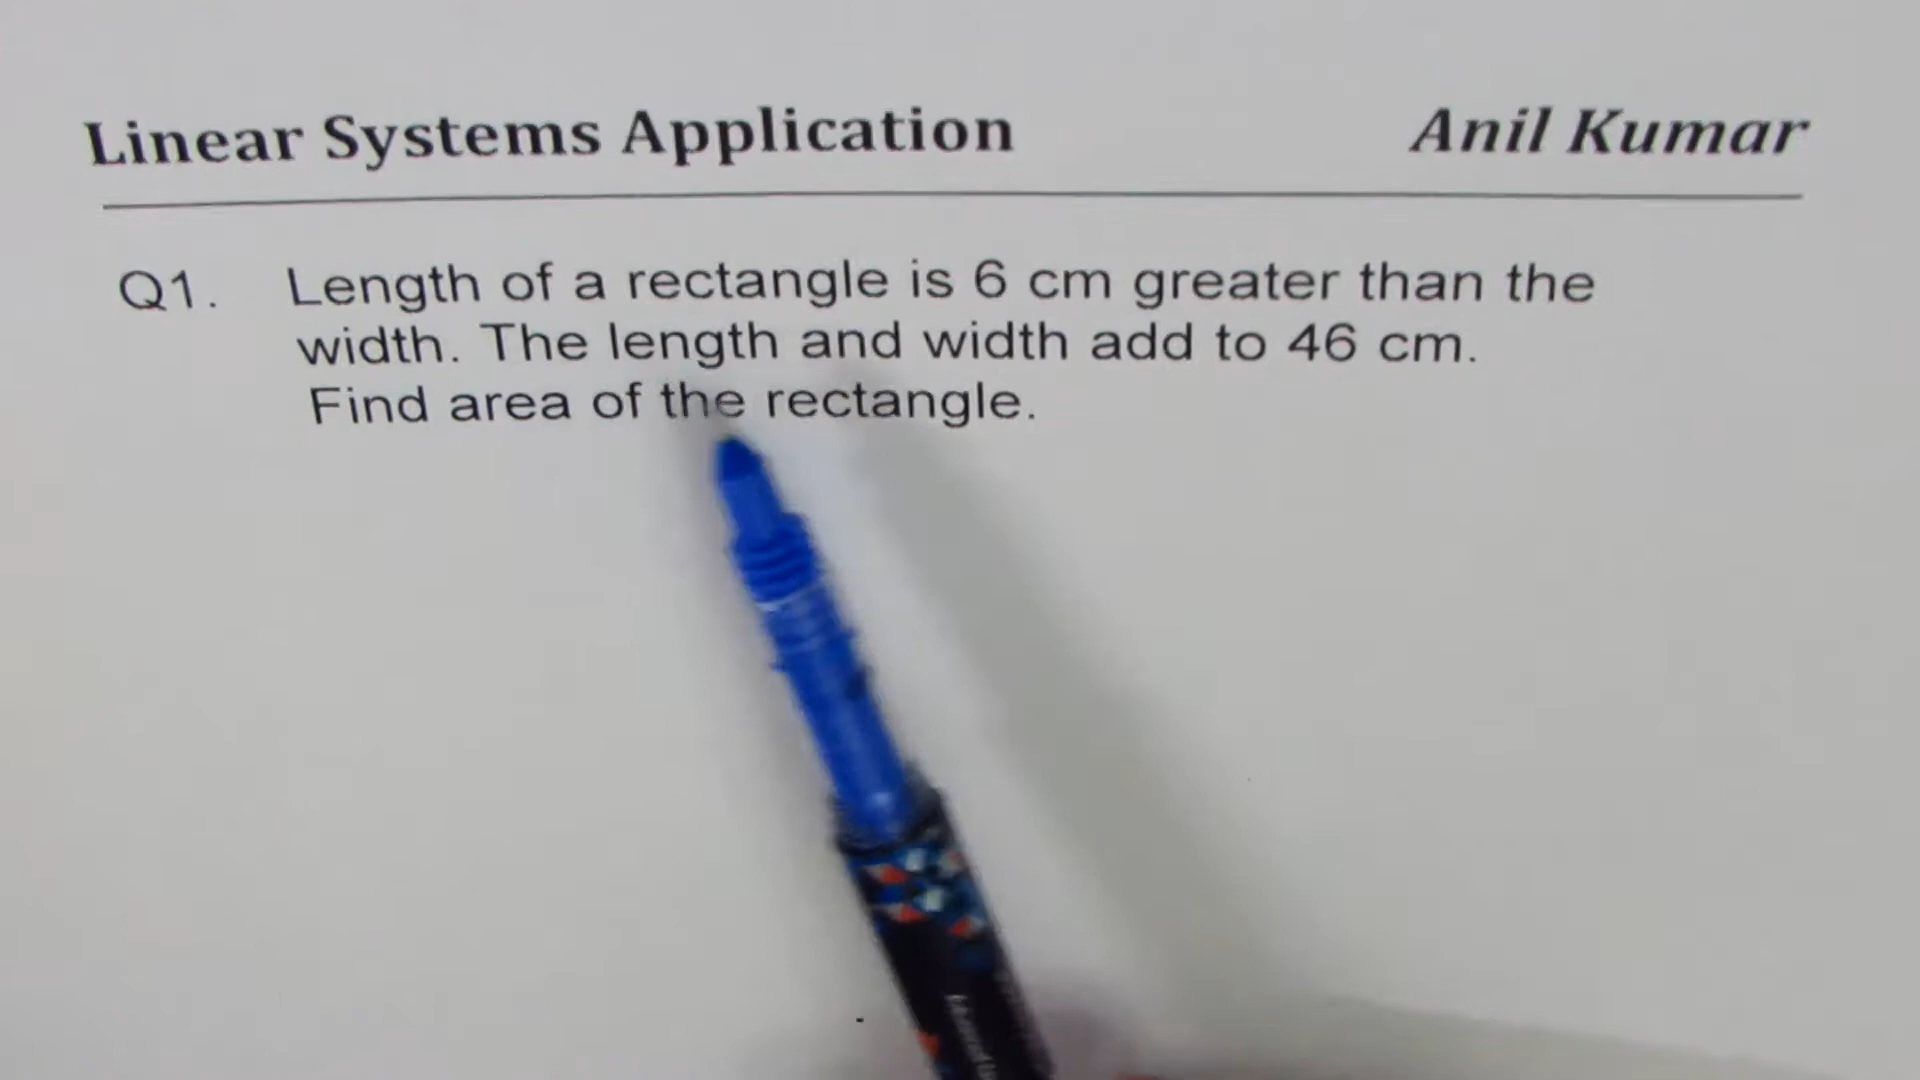 Linear Systems Application
Anil Kumar
Q1. Length of a rectangle is 6 cm greater than the
width. The length and width add to 46 cm.
Find area of the rectangle.